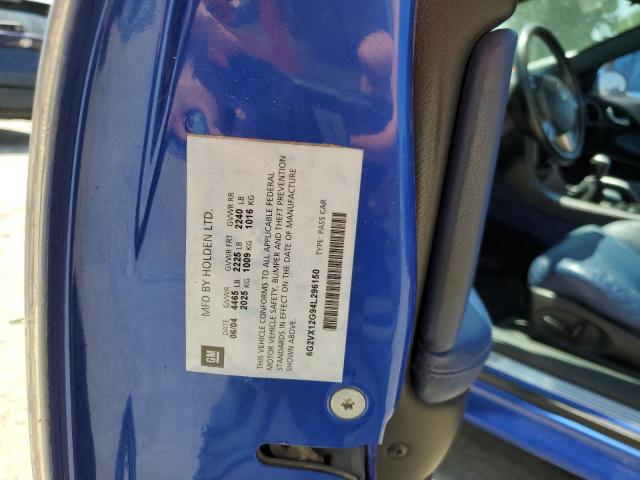 GM
MFD BY HOLDEN LTD.
DATE GVWR GVWR FRT GVWR RR
06/04 4465 LB 2225 LB 2240 LB
2025 KG 1009 KG 1016 KG
THIS VEHICLE CONFORMS TO ALL APPLICABLE FEDERAL
MOTOR VEHICLE SAFETY, BUMPER AND THEFT PREVENTION
STANDARDS IN EFFECT ON THE DATE OF MANUFACTURE
SHOWN ABOVE.
6G2VX12G94L296150 TYPE: PASS CAR